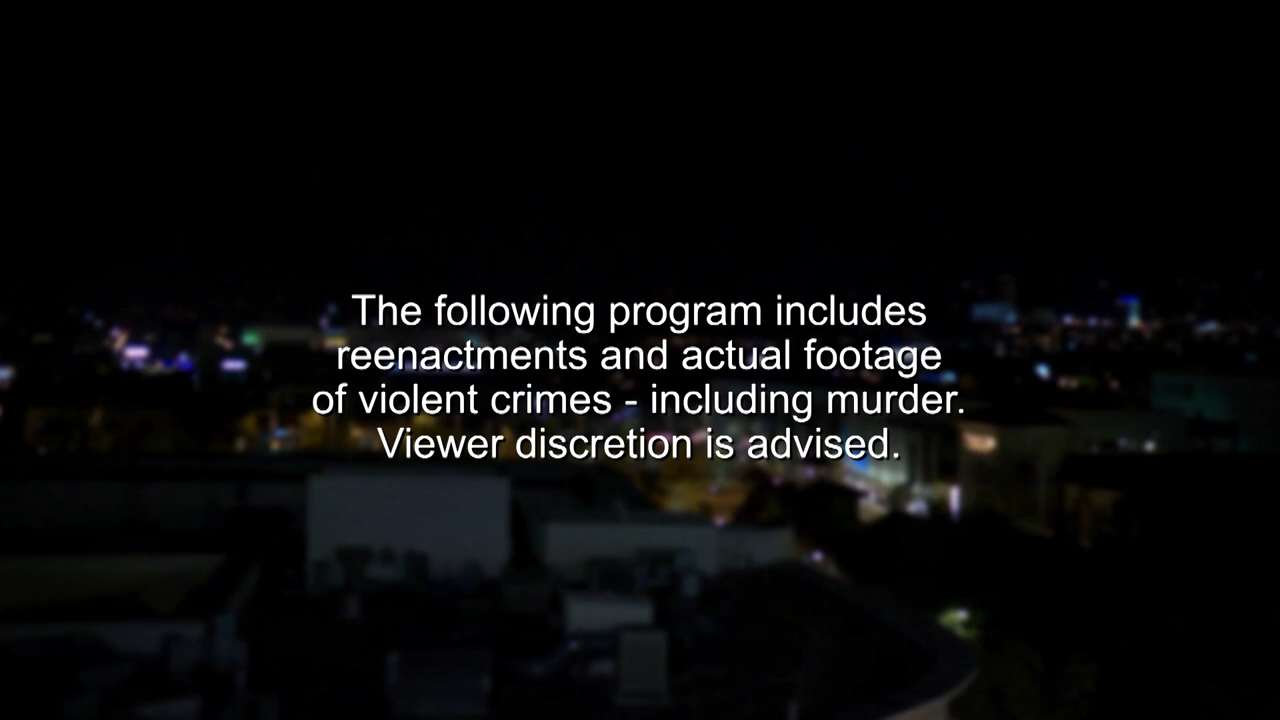 The following program includes
reenactments and actual footage
of violent crimes - including murder.
Viewer discretion is advised.